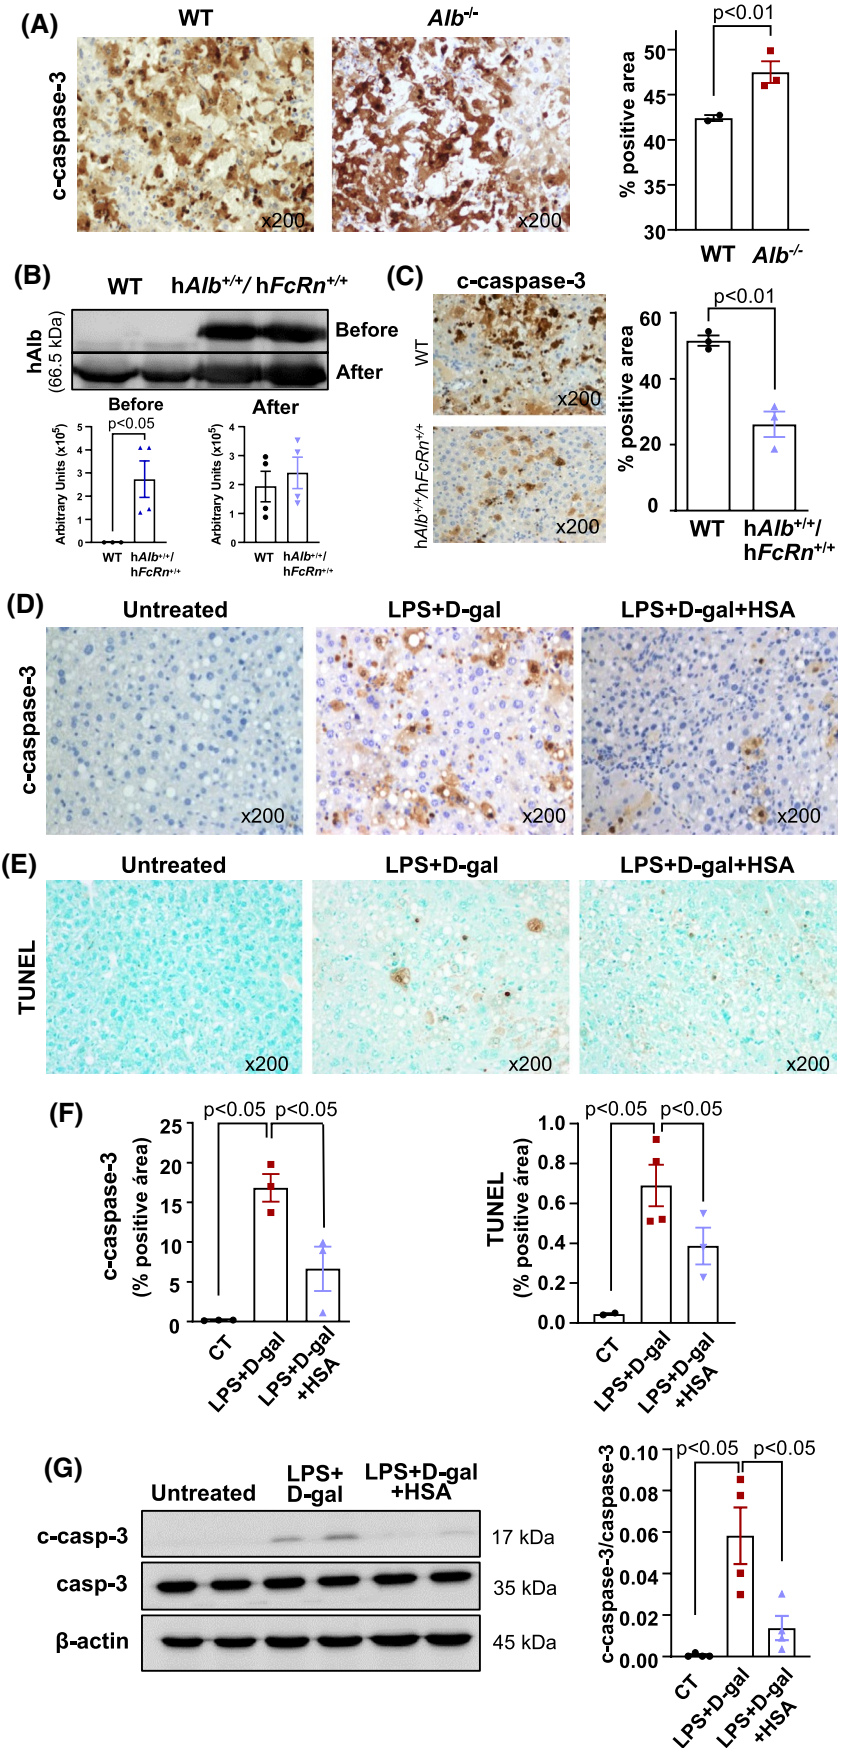 (A)
WT
Alb-/-
c-caspase-3
x200
x200
% positive area
50
45
40
35
30
p<0.01
WT
Alb-/-
(B)
WT
hAlb+/+/hFcRn+/+
hAlb
(66.5 kDa)
Before
After
Before
p<0.05
Arbitrary Units (x10⁵)
5
4
3
2
1
0
WT
hAlb+/+/
hFcRn+/+
After
Arbitrary Units (x10⁵)
4
3
2
1
0
WT
hAlb+/+/
hFcRn+/+
(C)
c-caspase-3
WT
x200
hAlb+/+/hFcRn+/+
x200
% positive area
60
40
20
0
p<0.01
WT
hAlb+/+/
hFcRn+/+
(D)
Untreated
LPS+D-gal
LPS+D-gal+HSA
c-caspase-3
x200
x200
x200
(E)
Untreated
LPS+D-gal
LPS+D-gal+HSA
TUNEL
x200
x200
x200
(F)
c-caspase-3
(% positive área)
25
20
15
10
5
0
p<0.05
p<0.05
CT
LPS+D-gal
LPS+D-gal
+HSA
TUNEL
(% positive área)
1.0
0.8
0.6
0.4
0.2
0.0
p<0.05
p<0.05
CT
LPS+D-gal
LPS+D-gal
+HSA
(G)
Untreated
LPS+
D-gal
LPS+D-gal
+HSA
c-casp-3
17 kDa
casp-3
35 kDa
β-actin
45 kDa
c-caspase-3/caspase-3
0.10
0.08
0.06
0.04
0.02
0.00
p<0.05
p<0.05
CT
LPS+D-gal
LPS+D-gal
+HSA